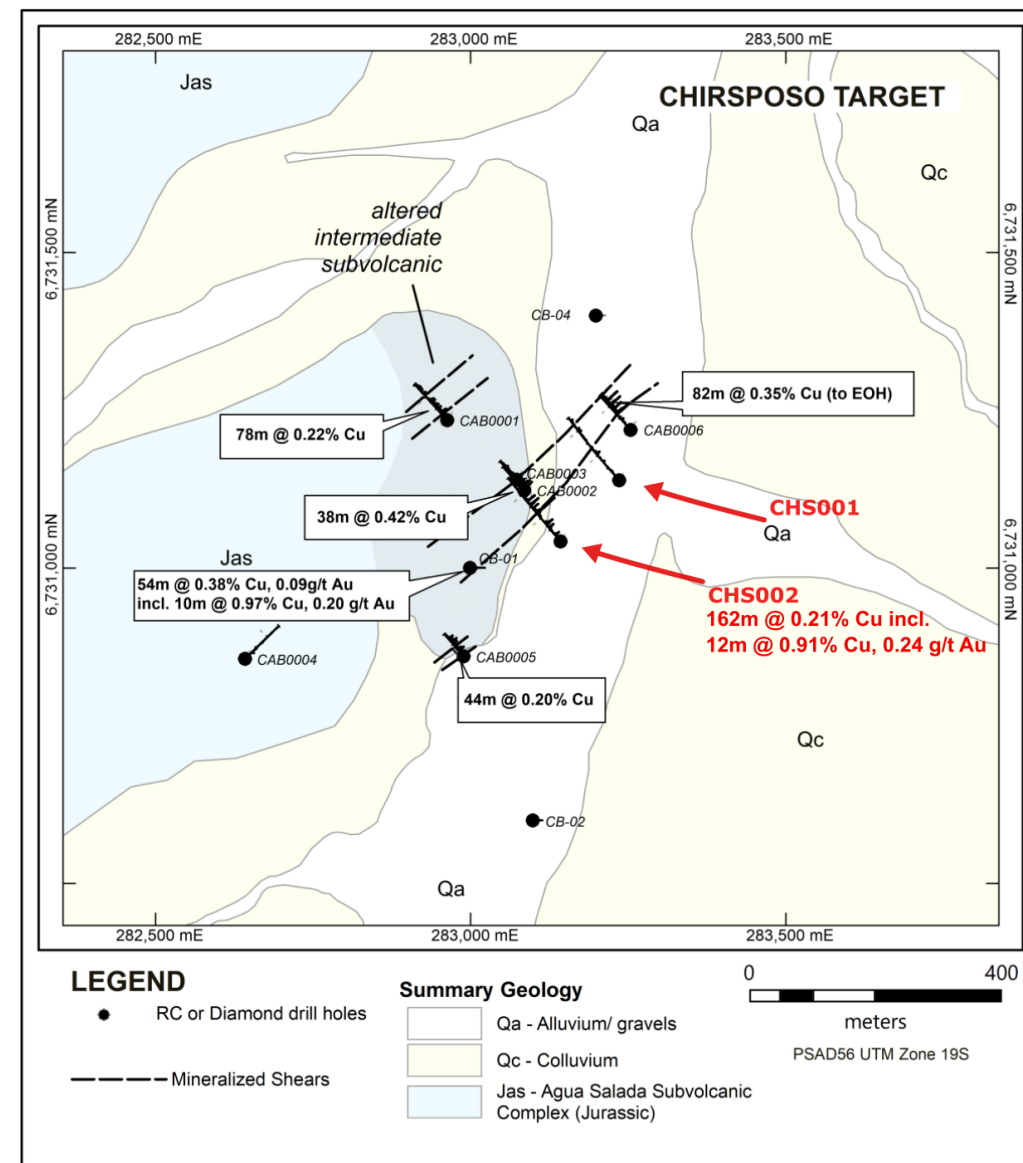 282,500 mE
283,000 mE
283,500 mE
Jas
CHIRSPOSO TARGET
Qa
Qc
altered
intermediate
subvolcanic
6,731,500 mN
6,731,500 mN
CB-04
82m @ 0.35% Cu (to EOH)
CAB0001
CAB0006
78m @ 0.22% Cu
CAB0003
CAB0002
CHS001
38m @ 0.42% Cu
Qa
Jas
CB-01
6,731,000 mN
6,731,000 mN
54m @ 0.38% Cu, 0.09g/t Au
incl. 10m @ 0.97% Cu, 0.20 g/t Au
CHS002
162m @ 0.21% Cu incl.
12m @ 0.91% Cu, 0.24 g/t Au
CAB0004
CAB0005
44m @ 0.20% Cu
Qc
CB-02
Qa
282,500 mE
283,000 mE
283,500 mE
LEGEND
RC or Diamond drill holes
Mineralized Shears
Summary Geology
Qa - Alluvium/ gravels
Qc - Colluvium
Jas - Agua Salada Subvolcanic
Complex (Jurassic)
0
400
meters
PSAD56 UTM Zone 19S